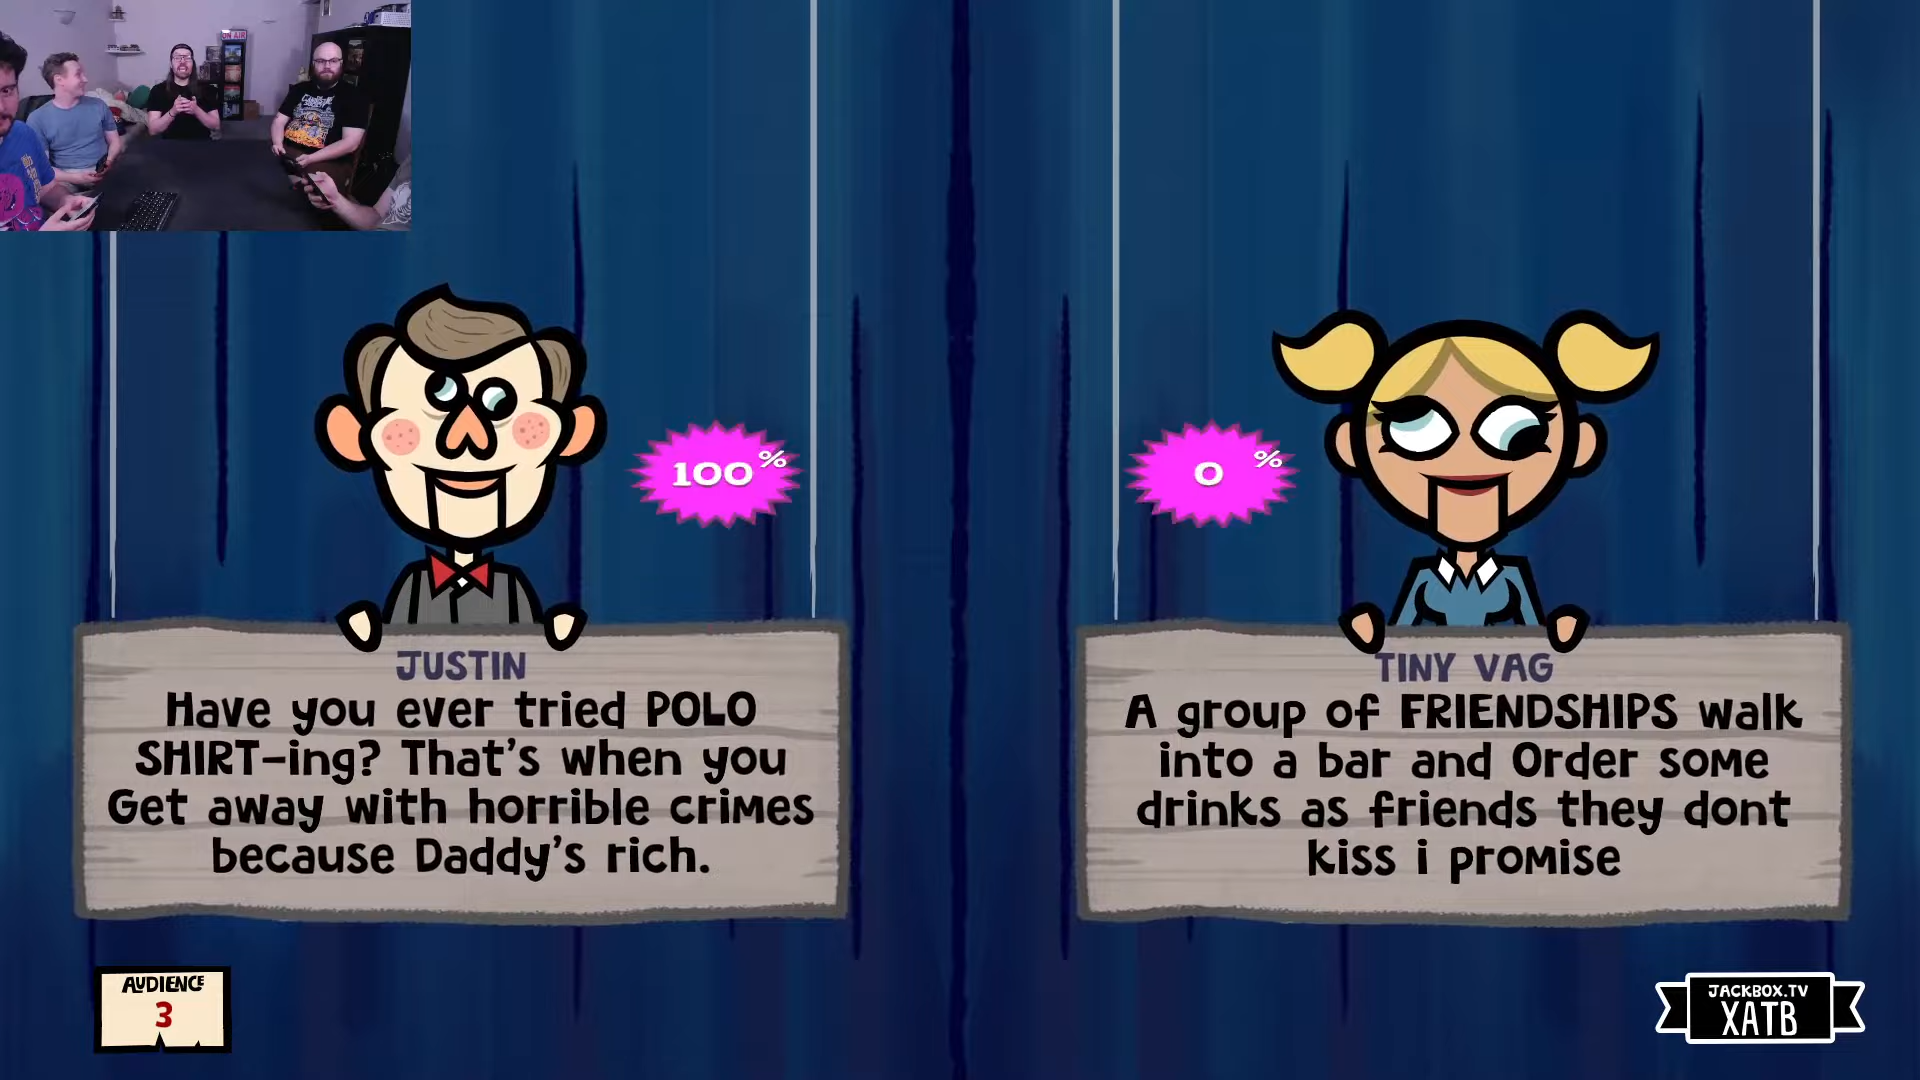 ON AIR
100%
0 %
JUSTIN
Have you ever tried POLO
SHIRT-ing? That's when you
Get away with horrible crimes
because Daddy's rich.
TINY VAG
A group of FRIENDSHIPS walk
into a bar and Order some
drinks as friends they dont
kiss i promise
AUDIENCE
3
JACKBOX.TV
XATB